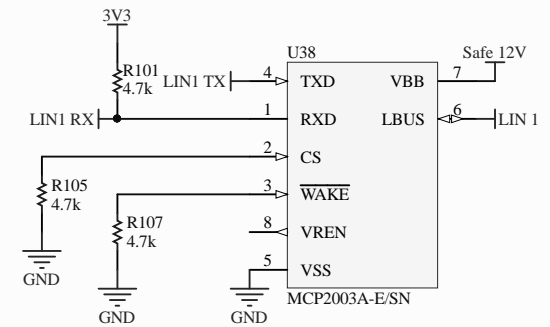 3V3
U38
Safe 12V
R101
4.7k
LIN1 TX
4
TXD
VBB
7
LIN1 RX
1
RXD
LBUS
6
LIN 1
2
CS
R105
4.7k
3
WAKE
R107
4.7k
8
VREN
5
VSS
GND
MCP2003A-E/SN
GND
GND